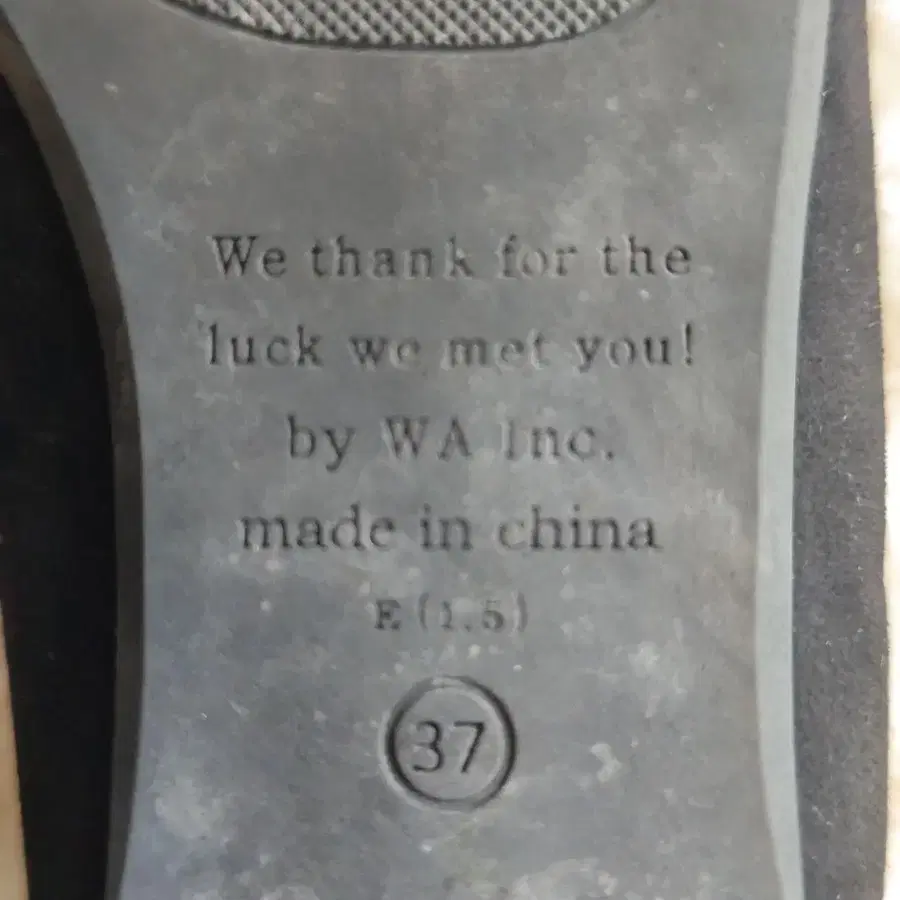 We thank for the
luck we met you!
by WA Inc.
made in china
E (1.5)
37